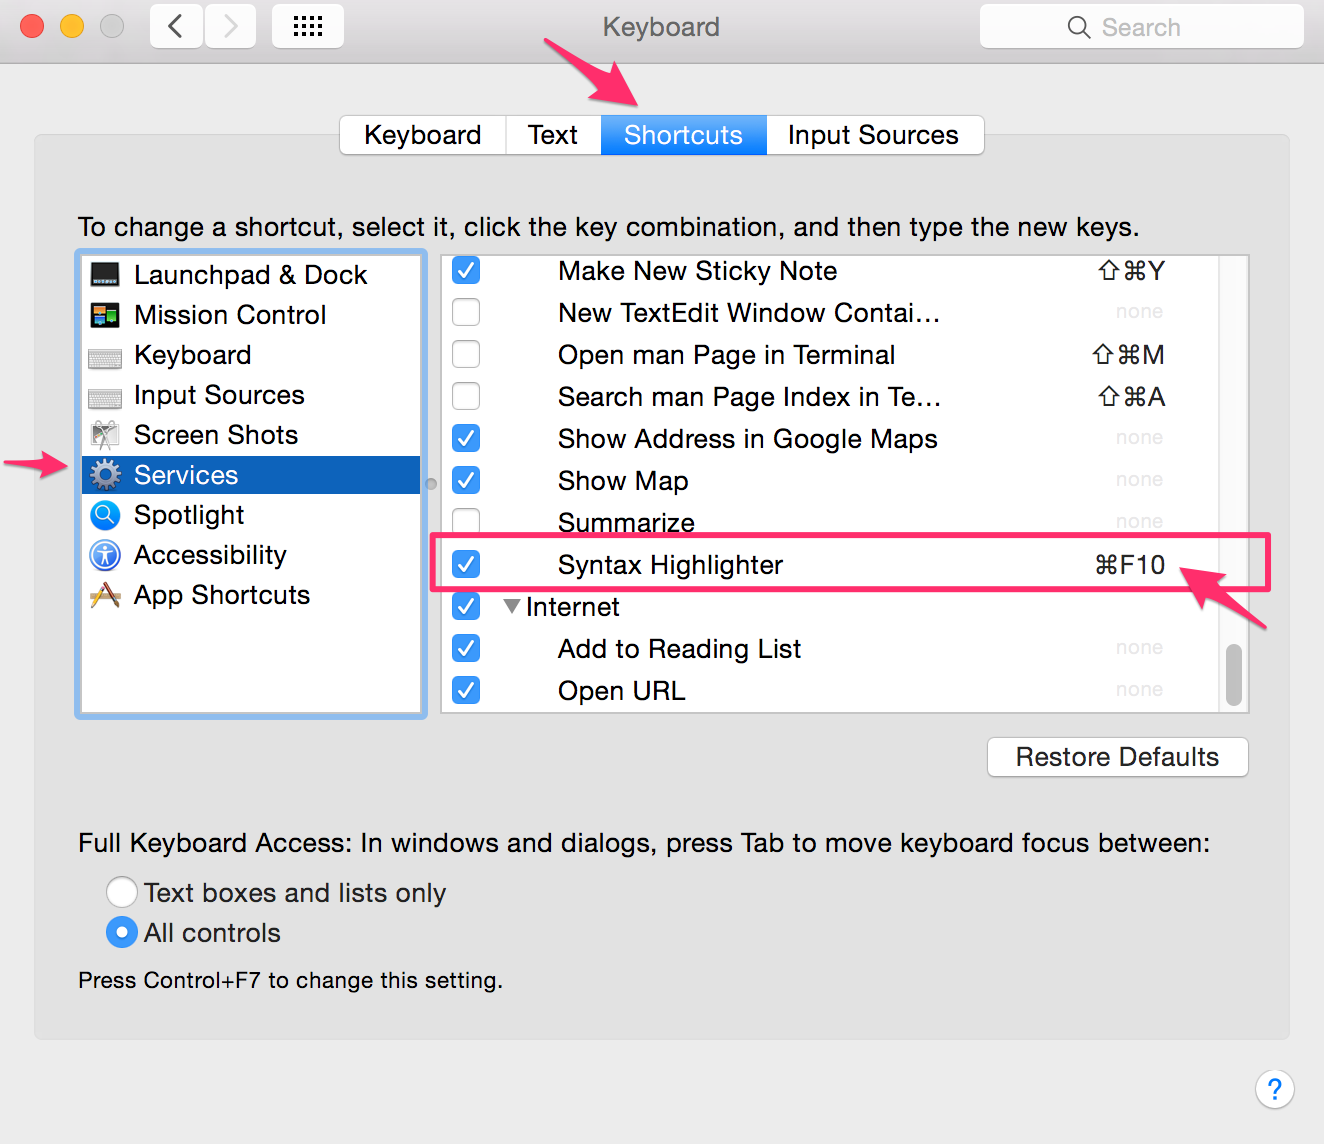 Keyboard
Search
Keyboard Text Shortcuts Input Sources
To change a shortcut, select it, click the key combination, and then type the new keys.
Launchpad & Dock
Mission Control
Keyboard
Input Sources
Screen Shots
Services
Spotlight
Accessibility
App Shortcuts
Make New Sticky Note ⇧⌘Y
New TextEdit Window Contai… none
Open man Page in Terminal ⇧⌘M
Search man Page Index in Te… ⇧⌘A
Show Address in Google Maps none
Show Map none
Summarize none
Syntax Highlighter ⌘F10
Internet
Add to Reading List none
Open URL none
Restore Defaults
Full Keyboard Access: In windows and dialogs, press Tab to move keyboard focus between:
Text boxes and lists only
All controls
Press Control+F7 to change this setting.
?